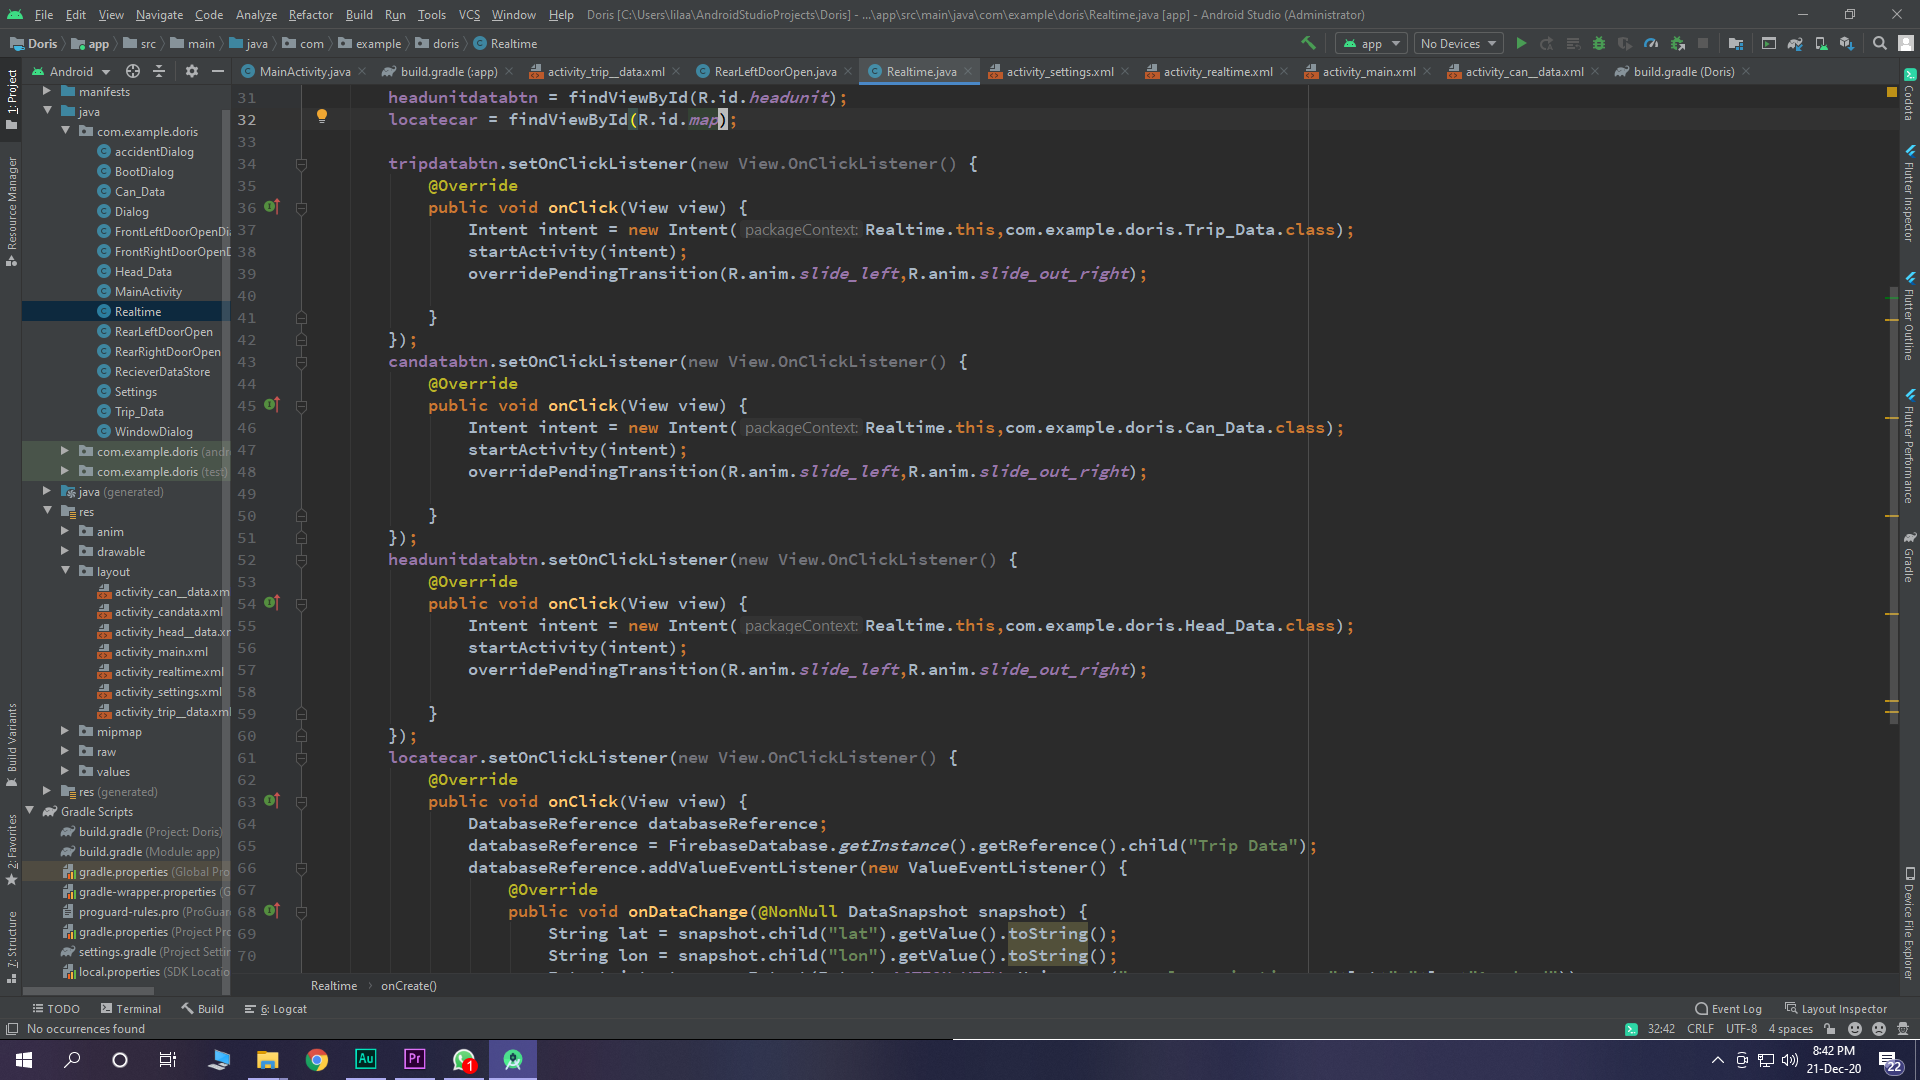 File Edit View Navigate Code Analyze Refactor Build Run Tools VCS Window Help Doris [C:\Users\lilaa\AndroidStudioProjects\Doris] - ...\app\src\main\java\com\example\doris\Realtime.java [app] - Android Studio (Administrator)
Doris app src main java com example doris Realtime app No Devices
Android MainActivity.java build.gradle (:app) activity_trip__data.xml RearLeftDoorOpen.java Realtime.java activity_settings.xml activity_realtime.xml activity_main.xml activity_can__data.xml build.gradle (Doris)
1: Project
Resource Manager
Build Variants
2: Favorites
7: Structure
manifests
java
com.example.doris
accidentDialog
BootDialog
Can_Data
Dialog
FrontLeftDoorOpenDi
FrontRightDoorOpenD
Head_Data
MainActivity
Realtime
RearLeftDoorOpen
RearRightDoorOpen
RecieverDataStore
Settings
Trip_Data
WindowDialog
com.example.doris (andr
com.example.doris (test)
java (generated)
res
anim
drawable
layout
activity_can__data.xm
activity_candata.xml
activity_head__data.xm
activity_main.xml
activity_realtime.xml
activity_settings.xml
activity_trip__data.xml
mipmap
raw
values
res (generated)
Gradle Scripts
build.gradle (Project: Doris)
build.gradle (Module: app)
gradle.properties (Global Pro
gradle-wrapper.properties (G
proguard-rules.pro (ProGuar
gradle.properties (Project Pro
settings.gradle (Project Settin
local.properties (SDK Locatio
31 headunitdatabtn = findViewById(R.id.headunit);
32 locatecar = findViewById(R.id.map);
33
34 tripdatabtn.setOnClickListener(new View.OnClickListener() {
35 @Override
36 public void onClick(View view) {
37 Intent intent = new Intent( packageContext: Realtime.this,com.example.doris.Trip_Data.class);
38 startActivity(intent);
39 overridePendingTransition(R.anim.slide_left,R.anim.slide_out_right);
40
41 }
42 });
43 candatabtn.setOnClickListener(new View.OnClickListener() {
44 @Override
45 public void onClick(View view) {
46 Intent intent = new Intent( packageContext: Realtime.this,com.example.doris.Can_Data.class);
47 startActivity(intent);
48 overridePendingTransition(R.anim.slide_left,R.anim.slide_out_right);
49
50 }
51 });
52 headunitdatabtn.setOnClickListener(new View.OnClickListener() {
53 @Override
54 public void onClick(View view) {
55 Intent intent = new Intent( packageContext: Realtime.this,com.example.doris.Head_Data.class);
56 startActivity(intent);
57 overridePendingTransition(R.anim.slide_left,R.anim.slide_out_right);
58
59 }
60 });
61 locatecar.setOnClickListener(new View.OnClickListener() {
62 @Override
63 public void onClick(View view) {
64 DatabaseReference databaseReference;
65 databaseReference = FirebaseDatabase.getInstance().getReference().child("Trip Data");
66 databaseReference.addValueEventListener(new ValueEventListener() {
67 @Override
68 public void onDataChange(@NonNull DataSnapshot snapshot) {
69 String lat = snapshot.child("lat").getValue().toString();
70 String lon = snapshot.child("lon").getValue().toString();
Codota
Flutter Inspector
Flutter Outline
Flutter Performance
Gradle
Device File Explorer
Realtime onCreate()
TODO Terminal Build 6: Logcat Event Log Layout Inspector
No occurrences found 32:42 CRLF UTF-8 4 spaces
Au Pr 1 8:42 PM
21-Dec-20 22